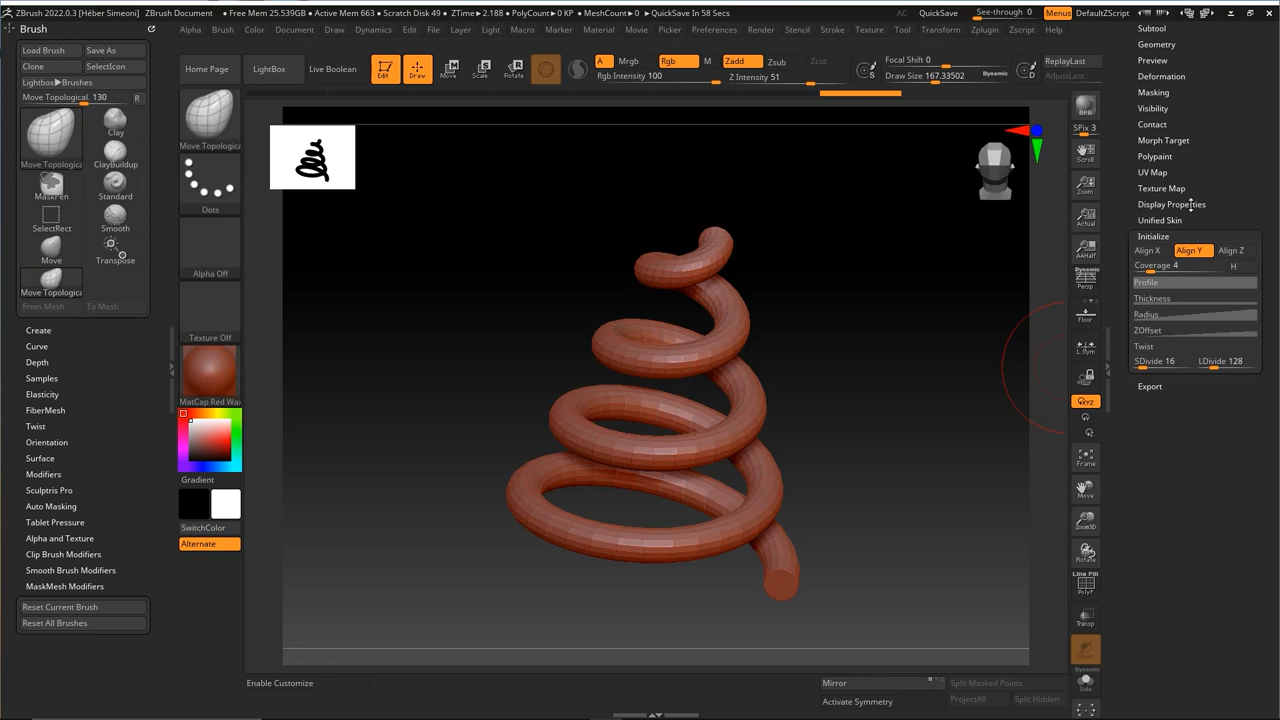 ZBrush 2022.0.3 [Héber Simeoni] ZBrush Document • Free Mem 25.539GB • Active Mem 663 • Scratch Disk 49 • ZTime▶2.188 • PolyCount▶0 KP • MeshCount▶0 ▶QuickSave In 58 Secs AC QuickSave See-through 0 Menus DefaultZScript
Brush
Alpha Brush Color Document Draw Dynamics Edit File Layer Light Macro Marker Material Movie Picker Preferences Render Stencil Stroke Texture Tool Transform Zplugin Zscript Help
Load Brush Save As
Clone SelectIcon
Lightbox▶Brushes
Move Topological. 130 R
Clay
Move Topologica ClayBuildup
MaskPen Standard
SelectRect Smooth
Move Transpose
Move Topologica
From Mesh To Mesh
Create
Curve
Depth
Samples
Elasticity
FiberMesh
Twist
Orientation
Surface
Modifiers
Sculptris Pro
Auto Masking
Tablet Pressure
Alpha and Texture
Clip Brush Modifiers
Smooth Brush Modifiers
MaskMesh Modifiers
Reset Current Brush
Reset All Brushes
Home Page LightBox Live Boolean
Edit Draw Move Scale Rotate
A Mrgb Rgb M Zadd Zsub Zcut
Rgb Intensity 100 Z Intensity 51
S Focal Shift 0
Draw Size 167.33502 Dynamic
D ReplayLast
AdjustLast
Move Topologica
Dots
Alpha Off
Texture Off
MatCap Red Wax
Gradient
SwitchColor
Alternate
Enable Customize
Mirror
Activate Symmetry
Split Masked Points
ProjectAll Split Hidden
BPR
SPix 3
Scroll
Zoom
Actual
AAHalf
Dynamic
Persp
Floor
L.Sym
XYZ
Frame
Move
Zoom3D
Rotate
Line Fill
PolyF
Transp
Dynamic
Solo
Subtool
Geometry
Preview
Deformation
Masking
Visibility
Contact
Morph Target
Polypaint
UV Map
Texture Map
Display Properties
Unified Skin
Initialize
Align X Align Y Align Z
Coverage 4 H
Profile
Thickness
Radius
ZOffset
Twist
SDivide 16 LDivide 128
Export